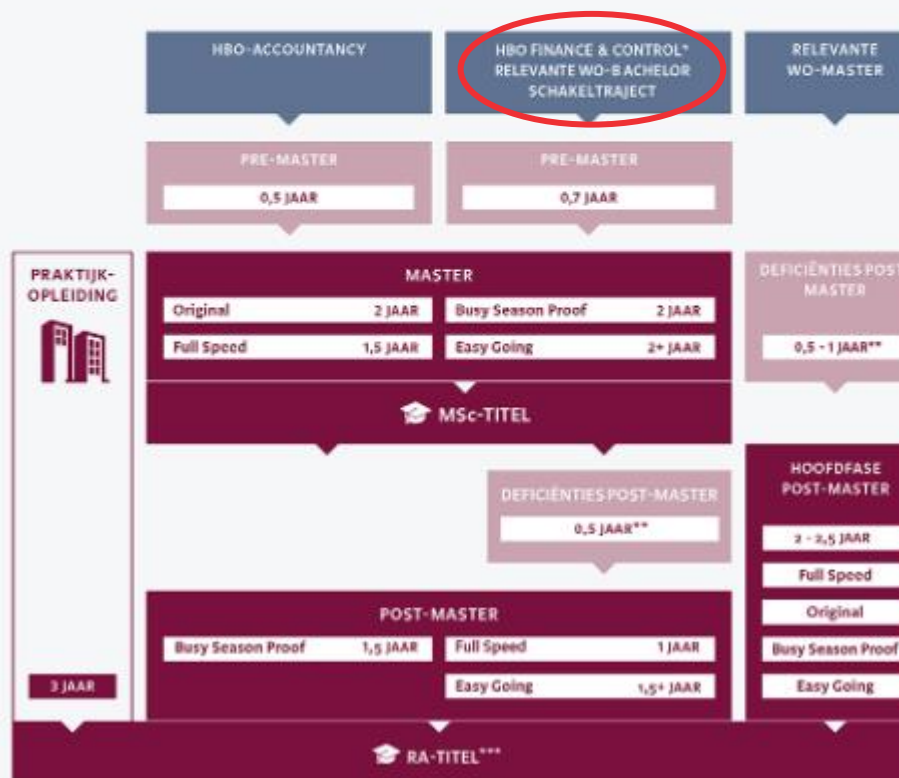 HBO-ACCOUNTANCY
HBO FINANCE & CONTROL*
RELEVANTE WO-BACHELOR
SCHAKELTRAJECT
RELEVANTE
WO-MASTER
PRE-MASTER
0,5 JAAR
PRE-MASTER
0,7 JAAR
PRAKTIJK-
OPLEIDING
3 JAAR
MASTER
Original 2 JAAR
Busy Season Proof 2 JAAR
Full Speed 1,5 JAAR
Easy Going 2+ JAAR
MSc-TITEL
DEFICIËNTIES POST-
MASTER
0,5 - 1 JAAR**
DEFICIËNTIES POST-MASTER
0,5 JAAR**
POST-MASTER
Busy Season Proof 1,5 JAAR
Full Speed 1 JAAR
Easy Going 1,5+ JAAR
HOOFDFASE
POST-MASTER
2 - 2,5 JAAR
Full Speed
Original
Busy Season Proof
Easy Going
RA-TITEL***